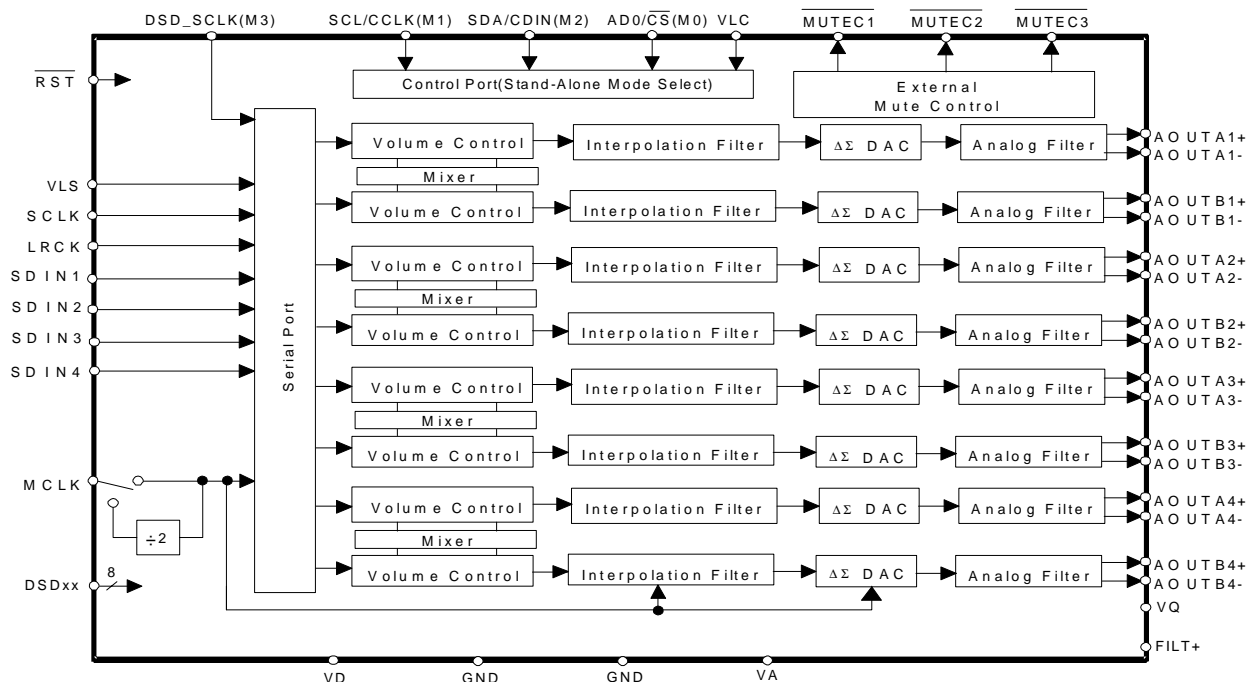 DSD_SCLK(M3) SCL/CCLK(M1) SDA/CDIN(M2) AD0/CS(M0) VLC MUTEC1 MUTEC2 MUTEC3
RST
Control Port(Stand-Alone Mode Select)
External
Mute Control
Serial Port
Volume Control Interpolation Filter ΔΣ DAC Analog Filter AOUTA1+
AOUTA1-
Mixer
VLS
Volume Control Interpolation Filter ΔΣ DAC Analog Filter AOUTB1+
AOUTB1-
SCLK
LRCK
Volume Control Interpolation Filter ΔΣ DAC Analog Filter AOUTA2+
AOUTA2-
SDIN1
Mixer
SDIN2
Volume Control Interpolation Filter ΔΣ DAC Analog Filter AOUTB2+
AOUTB2-
SDIN3
SDIN4
Volume Control Interpolation Filter ΔΣ DAC Analog Filter AOUTA3+
AOUTA3-
Mixer
Volume Control Interpolation Filter ΔΣ DAC Analog Filter AOUTB3+
AOUTB3-
MCLK
Volume Control Interpolation Filter ΔΣ DAC Analog Filter AOUTA4+
AOUTA4-
÷2
Mixer
Volume Control Interpolation Filter ΔΣ DAC Analog Filter AOUTB4+
AOUTB4-
DSDxx 8
VQ
FILT+
VD GND GND VA